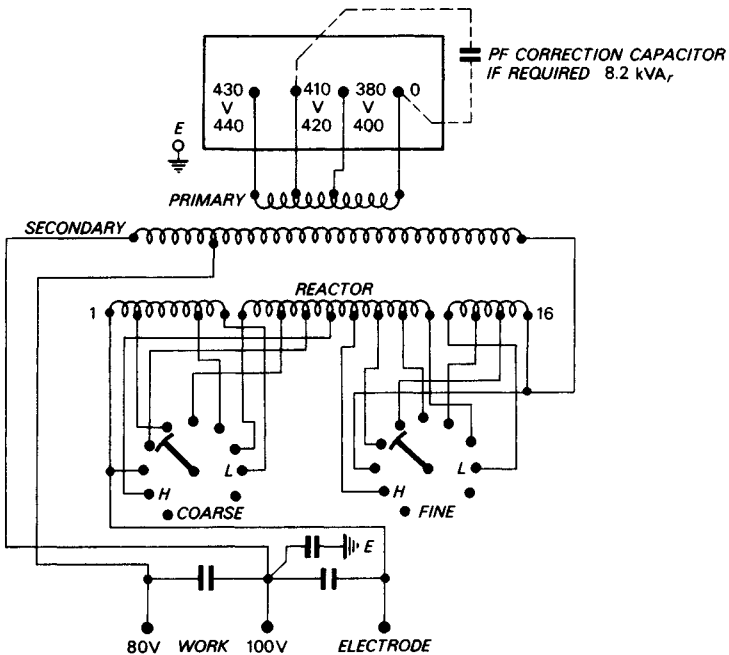 PF CORRECTION CAPACITOR
IF REQUIRED 8.2 kVAr
430 410 380 0
V V V
440 420 400
E
PRIMARY
SECONDARY
REACTOR
1 16
L L
H H
COARSE FINE
E
80V WORK 100V ELECTRODE